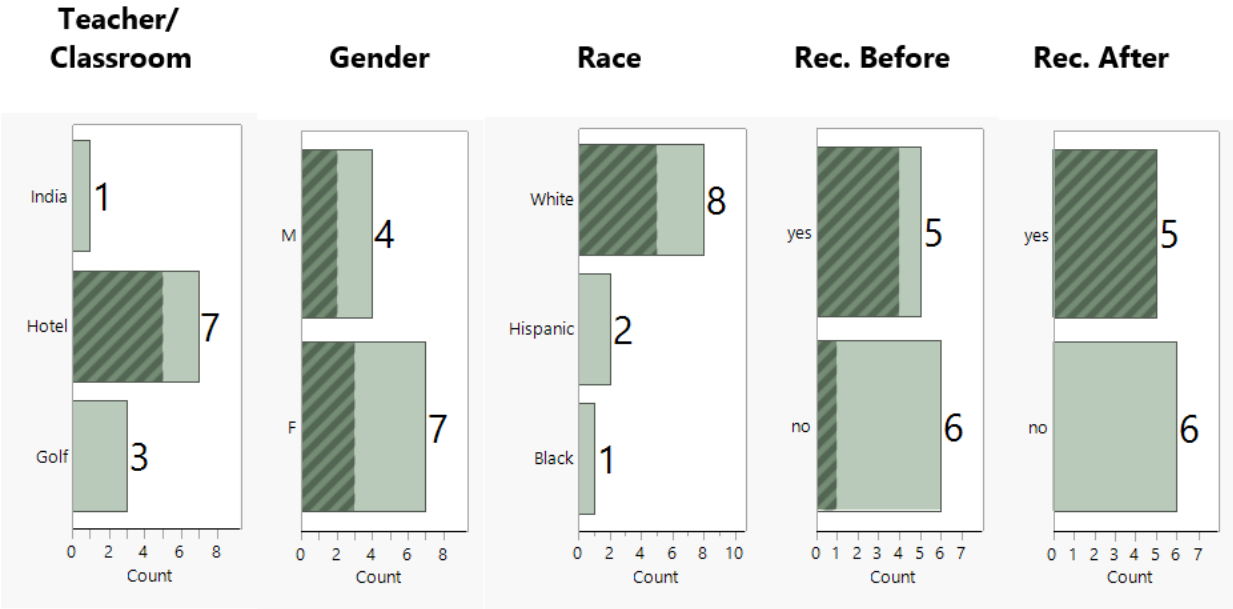 Teacher/
Classroom
Gender
Race
Rec. Before
Rec. After
India
1
Hotel
7
Golf
3
0 2 4 6 8
Count
M
4
F
7
0 2 4 6 8
Count
White
8
Hispanic
2
Black
1
0 2 4 6 8 10
Count
yes
5
no
6
0 1 2 3 4 5 6 7
Count
yes
5
no
6
0 1 2 3 4 5 6 7
Count